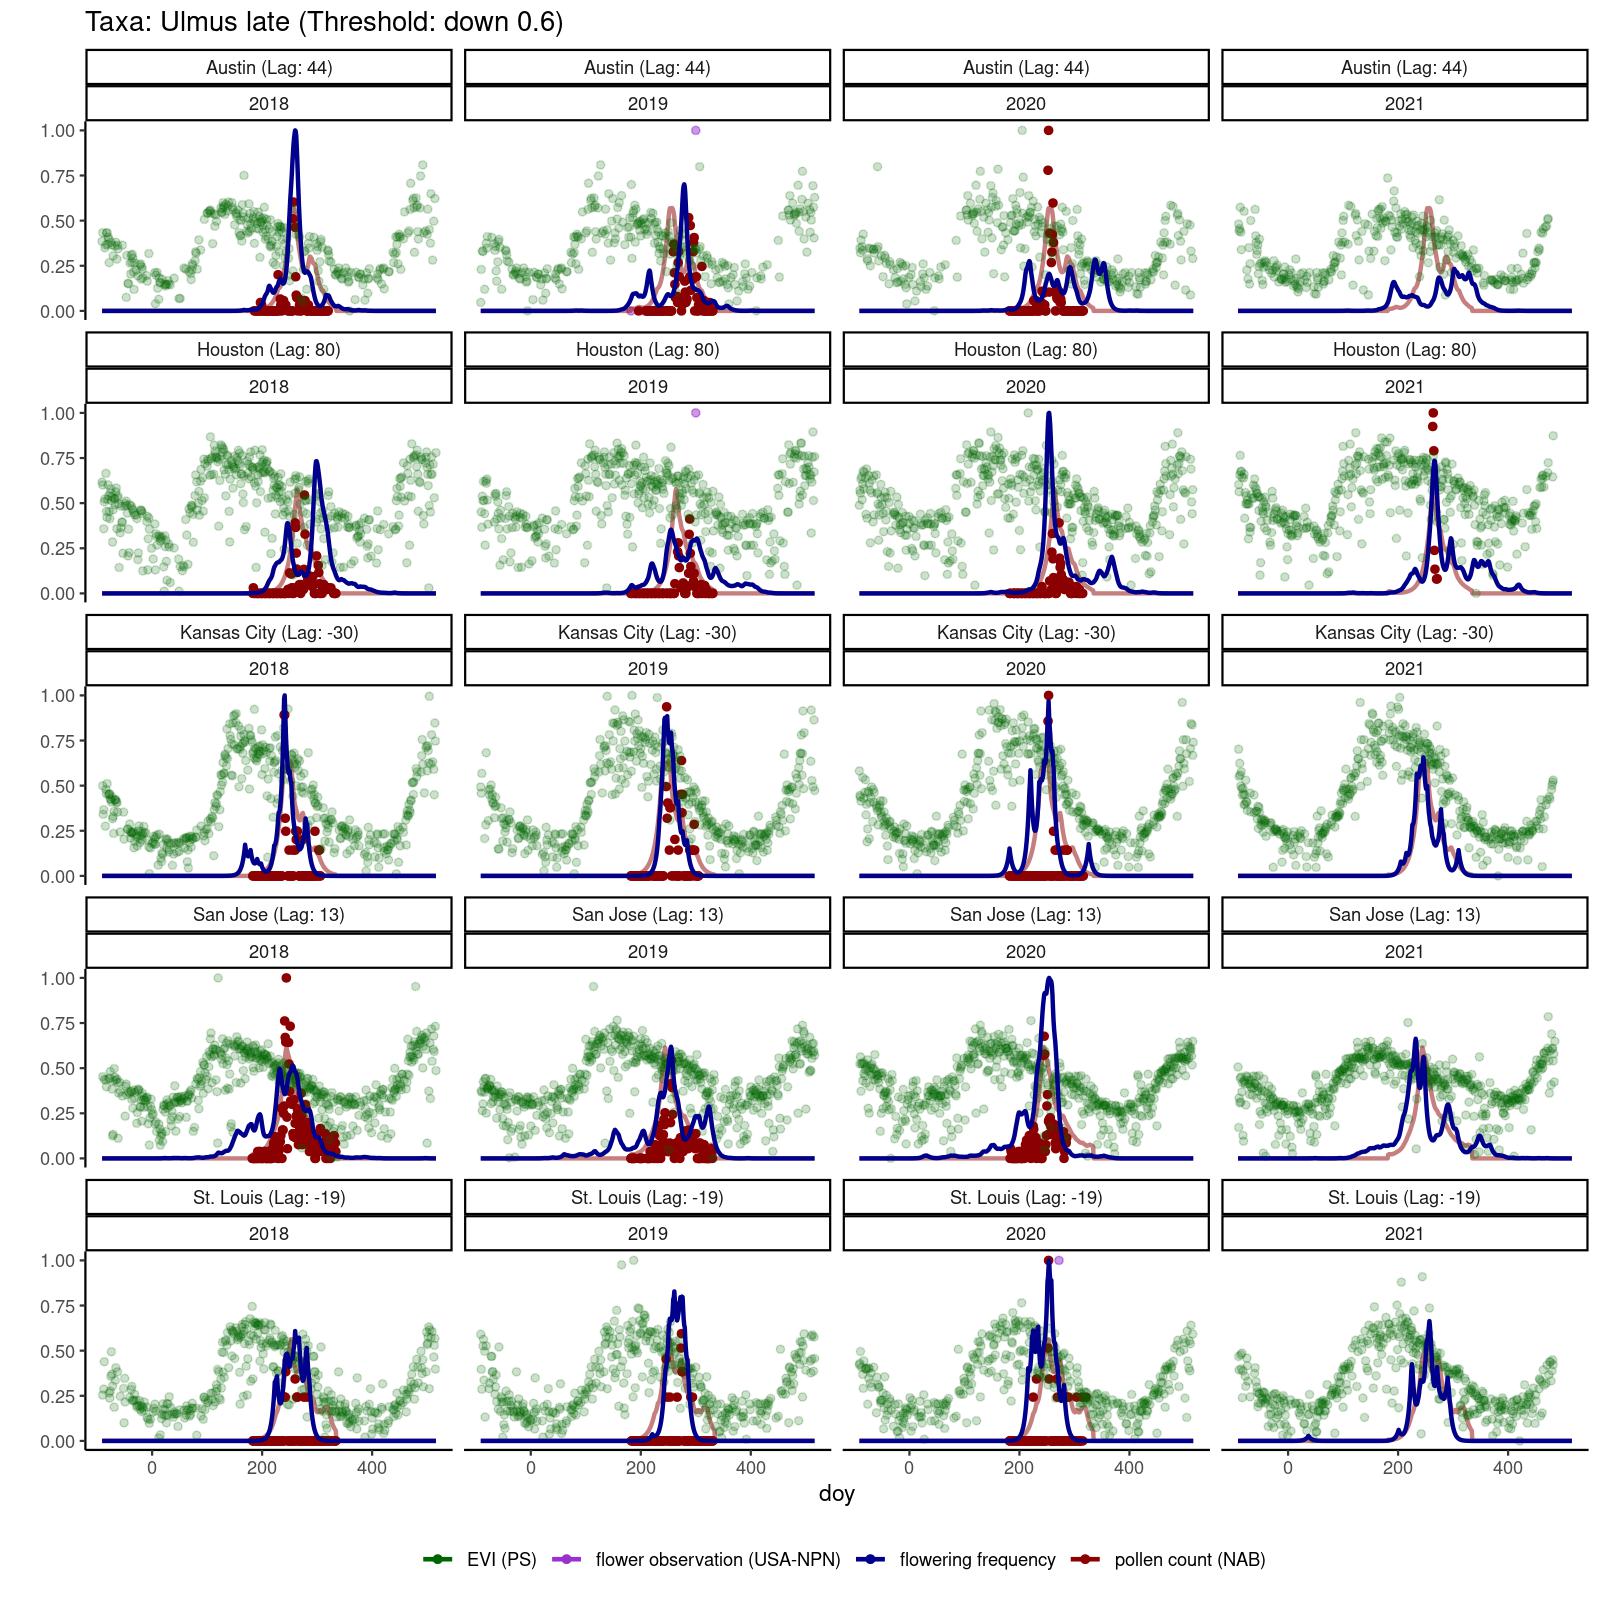 Taxa: Ulmus late (Threshold: down 0.6)
Austin (Lag: 44) Austin (Lag: 44) Austin (Lag: 44) Austin (Lag: 44)
2018 2019 2020 2021
1.00
0.75
0.50
0.25
0.00
Houston (Lag: 80) Houston (Lag: 80) Houston (Lag: 80) Houston (Lag: 80)
2018 2019 2020 2021
1.00
0.75
0.50
0.25
0.00
Kansas City (Lag: -30) Kansas City (Lag: -30) Kansas City (Lag: -30) Kansas City (Lag: -30)
2018 2019 2020 2021
1.00
0.75
0.50
0.25
0.00
San Jose (Lag: 13) San Jose (Lag: 13) San Jose (Lag: 13) San Jose (Lag: 13)
2018 2019 2020 2021
1.00
0.75
0.50
0.25
0.00
St. Louis (Lag: -19) St. Louis (Lag: -19) St. Louis (Lag: -19) St. Louis (Lag: -19)
2018 2019 2020 2021
1.00
0.75
0.50
0.25
0.00
0 200 400 0 200 400 0 200 400 0 200 400
doy
EVI (PS) flower observation (USA-NPN) flowering frequency pollen count (NAB)